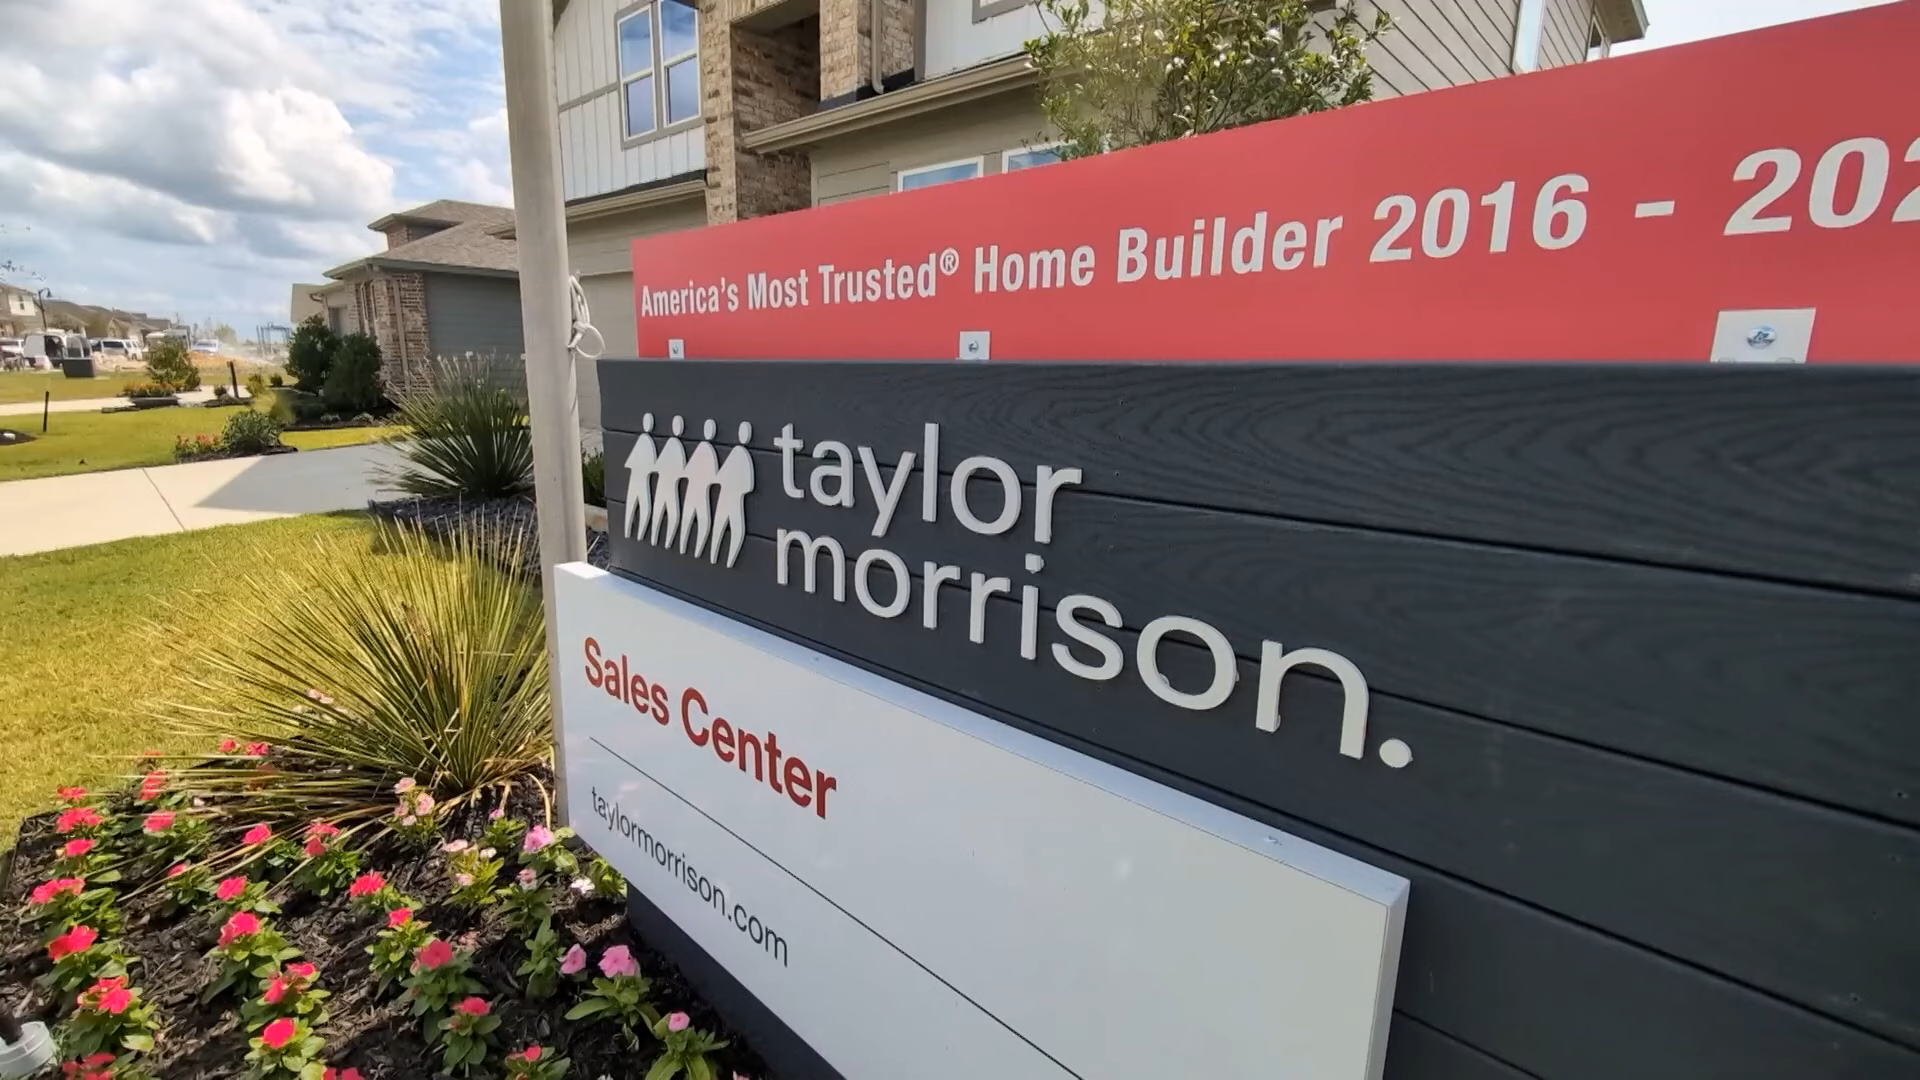 America's Most Trusted® Home Builder 2016 - 202
taylor
morrison.
Sales Center
taylormorrison.com